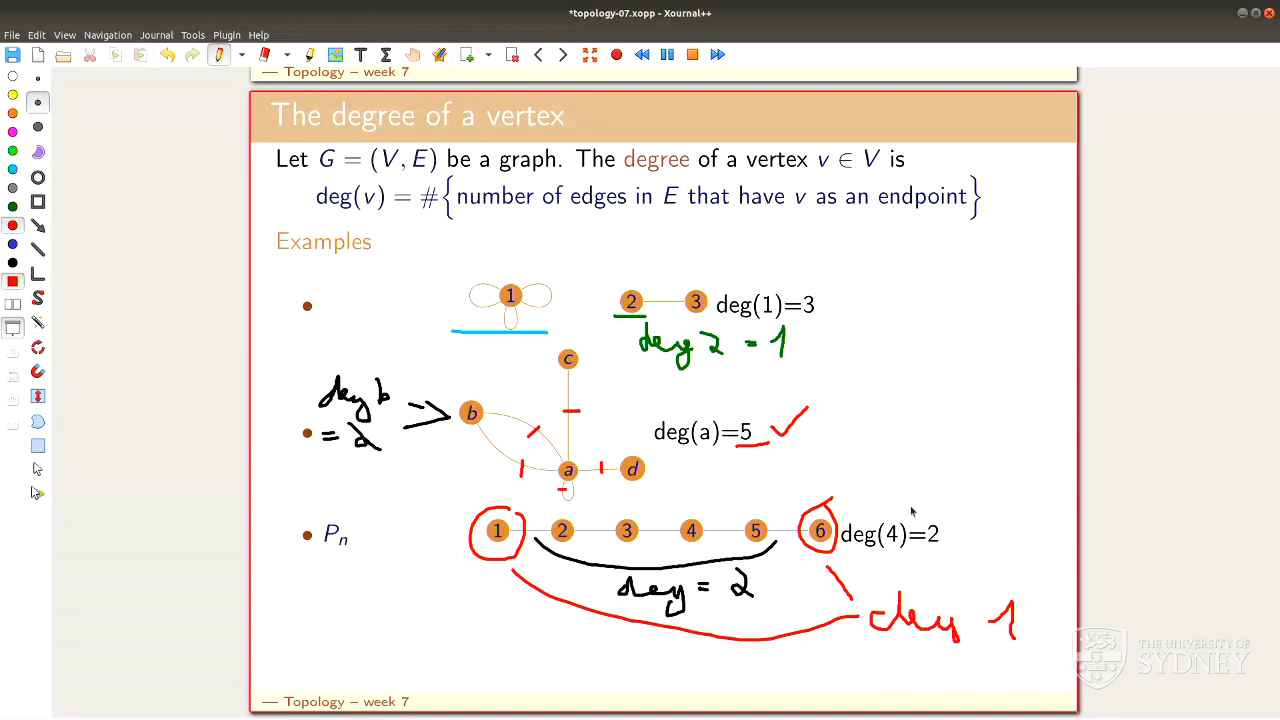 *topology-07.xopp - Xournal++
File Edit View Navigation Journal Tools Plugin Help
— Topology – week 7
The degree of a vertex
Let G = (V, E) be a graph. The degree of a vertex v ∈ V is
deg(v) = #{number of edges in E that have v as an endpoint}
Examples
1 2 3 deg(1)=3
deg 2 = 1
c
deg b
= 2
b
deg(a)=5
a d
Pn 1 2 3 4 5 6 deg(4)=2
deg = 2
deg 1
THE UNIVERSITY OF
SYDNEY
— Topology – week 7